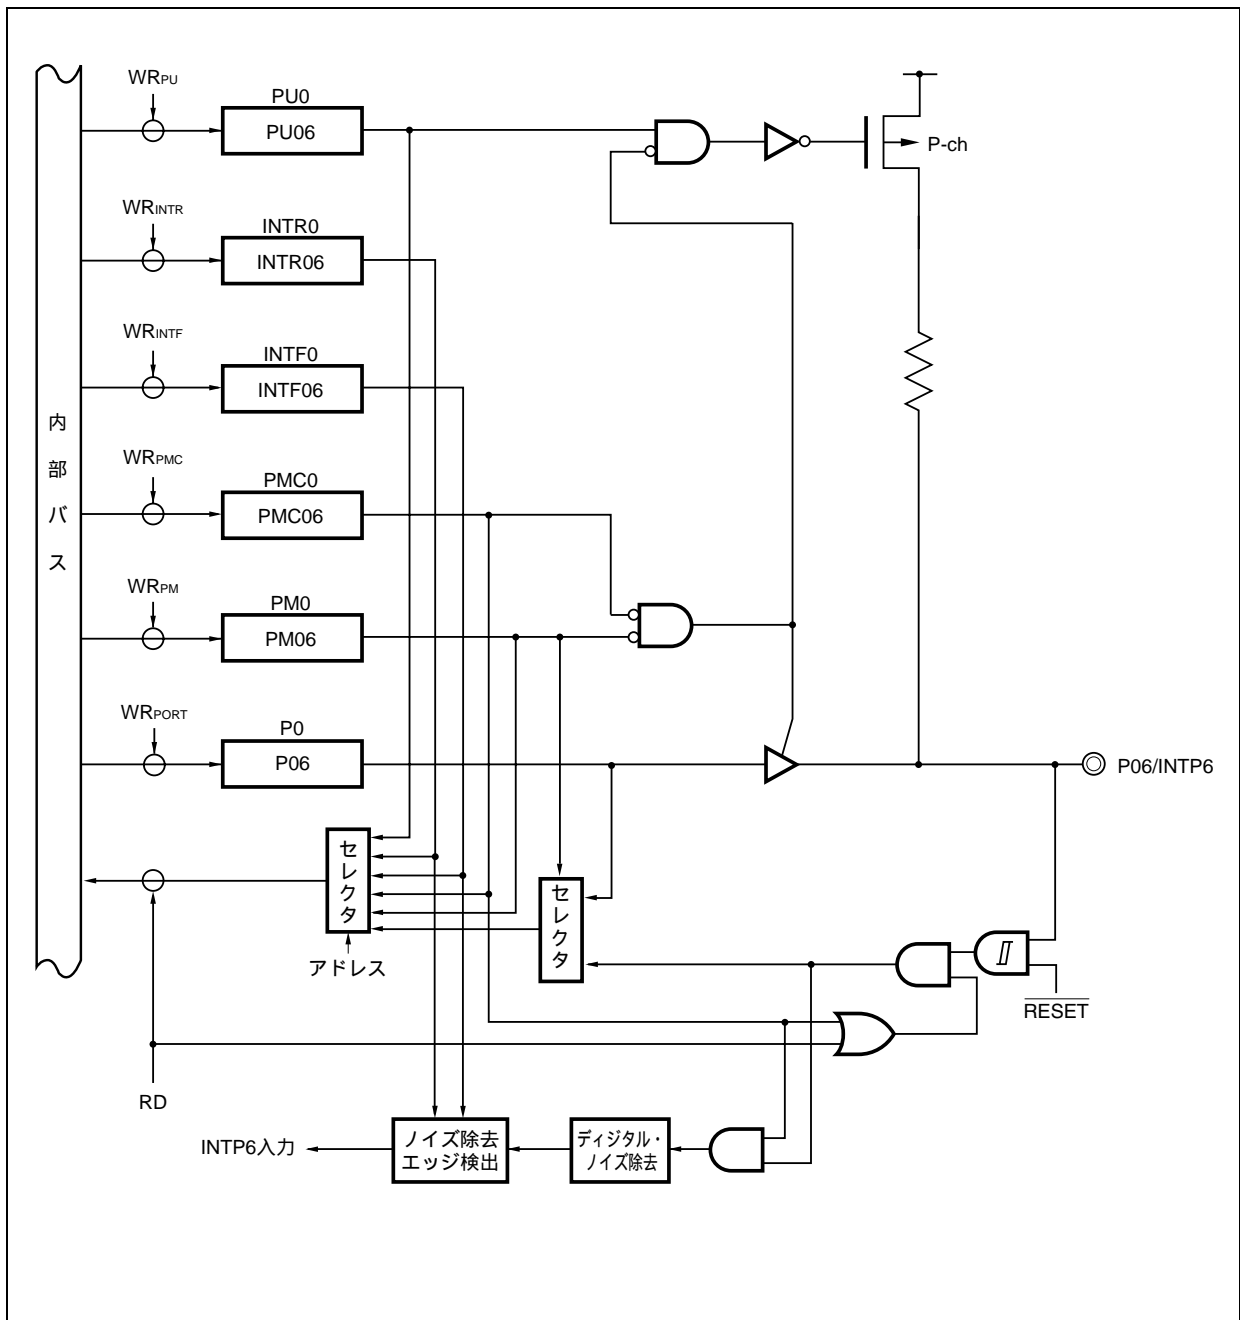 WRPU
PU0
PU06
P-ch
WRINTR
INTR0
INTR06
WRINTF
INTF0
INTF06
内部バス
WRPMC
PMC0
PMC06
WRPM
PM0
PM06
WRPORT
P0
P06
P06/INTP6
セレクタ
セレクタ
アドレス
RESET
RD
INTP6入力
ノイズ除去
エッジ検出
ディジタル・
ノイズ除去